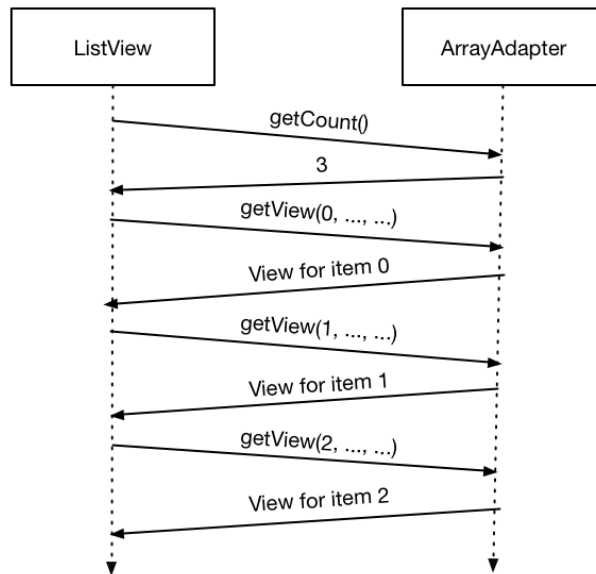 ListView
ArrayAdapter
getCount()
3
getView(0, ..., ...)
View for item 0
getView(1, ..., ...)
View for item 1
getView(2, ..., ...)
View for item 2